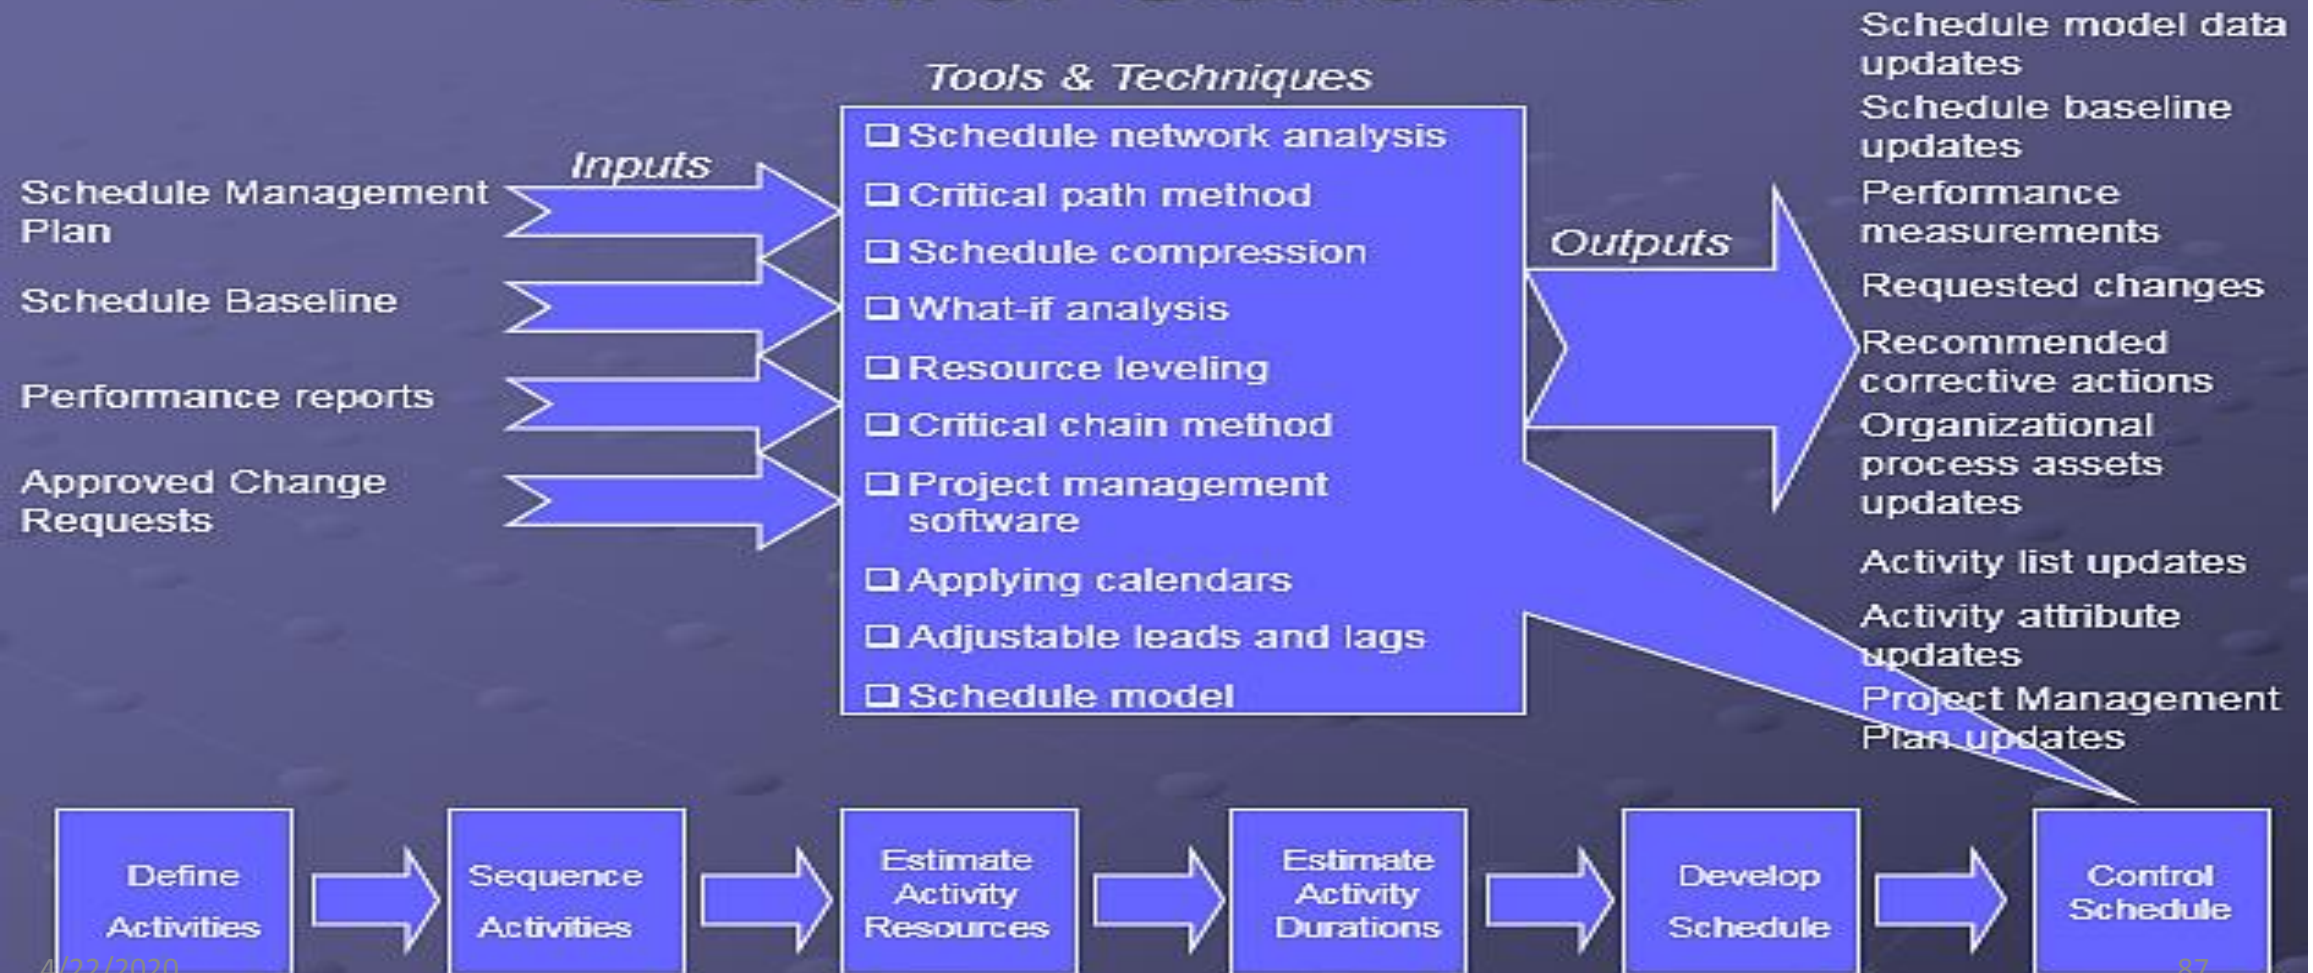 Tools & Techniques
Inputs
Schedule Management
Plan
Schedule Baseline
Performance reports
Approved Change
Requests
❑ Schedule network analysis
❑ Critical path method
❑ Schedule compression
❑ What-if analysis
❑ Resource leveling
❑ Critical chain method
❑ Project management
software
❑ Applying calendars
❑ Adjustable leads and lags
❑ Schedule model
Outputs
Schedule model data
updates
Schedule baseline
updates
Performance
measurements
Requested changes
Recommended
corrective actions
Organizational
process assets
updates
Activity list updates
Activity attribute
updates
Project Management
Plan updates
Define
Activities
Sequence
Activities
Estimate
Activity
Resources
Estimate
Activity
Durations
Develop
Schedule
Control
Schedule
4/22/2020
87